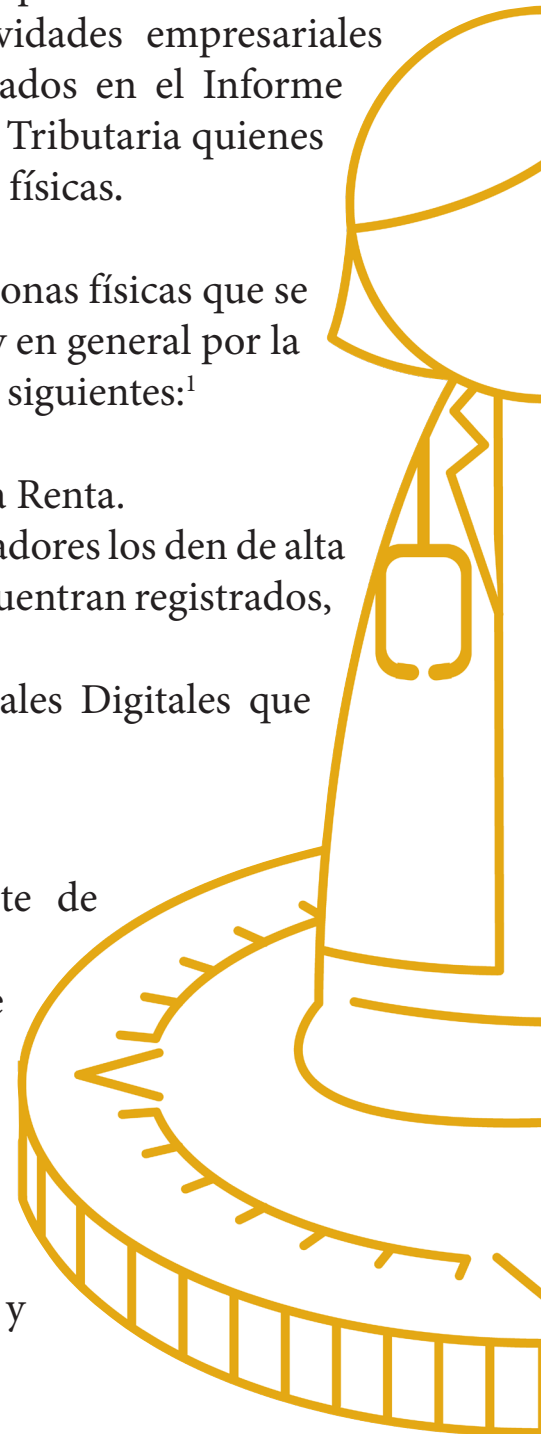 vidades empresariales
ados en el Informe
Tributaria quienes
físicas.
onas físicas que se
y en general por la
siguientes:¹
a Renta.
adores los den de alta
uentran registrados,
ales Digitales que
te de
e
y